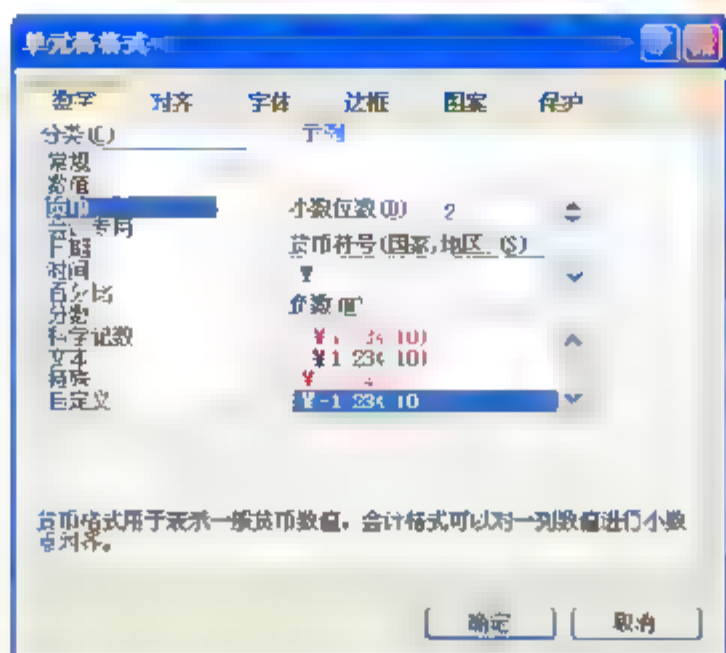 单元格格式
数字 对齐 字体 边框 图案 保护
分类(C)
示例
常规
数值
货币
专用
日期
时间
百分比
分数
科学记数
文本
特殊
自定义
小数位数(D) 2
货币符号(国家,地区 (S)
¥
负数(N)
¥-1 234 10
货币格式用于表示一般货币数值。会计格式可以对一列数值进行小数
点对齐。
确定 取消